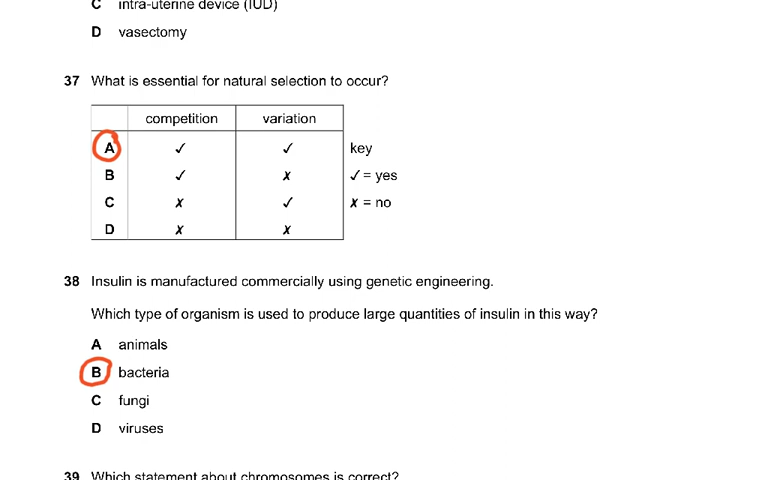 C intra-uterine device (IUD)
D vasectomy
37 What is essential for natural selection to occur?
competition variation
A ✓ ✓ key
B ✓ ✗ ✓ = yes
C ✗ ✓ ✗ = no
D ✗ ✗
38 Insulin is manufactured commercially using genetic engineering.
Which type of organism is used to produce large quantities of insulin in this way?
A animals
B bacteria
C fungi
D viruses
39 Which statement about chromosomes is correct?